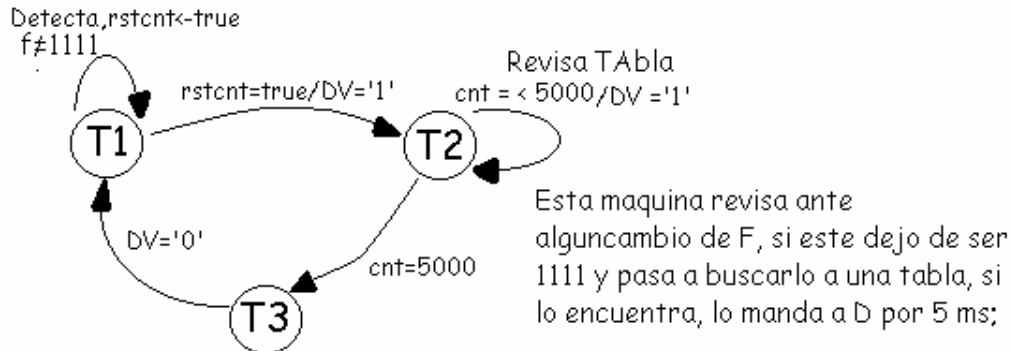 Detecta,rstcnt<-true
f≠1111
Revisa TAbla
rstcnt=true/DV='1'
cnt = < 5000/DV ='1'
T1
T2
Esta maquina revisa ante
alguncambio de F, si este dejo de ser
1111 y pasa a buscarlo a una tabla, si
lo encuentra, lo manda a D por 5 ms;
DV='0'
cnt=5000
T3